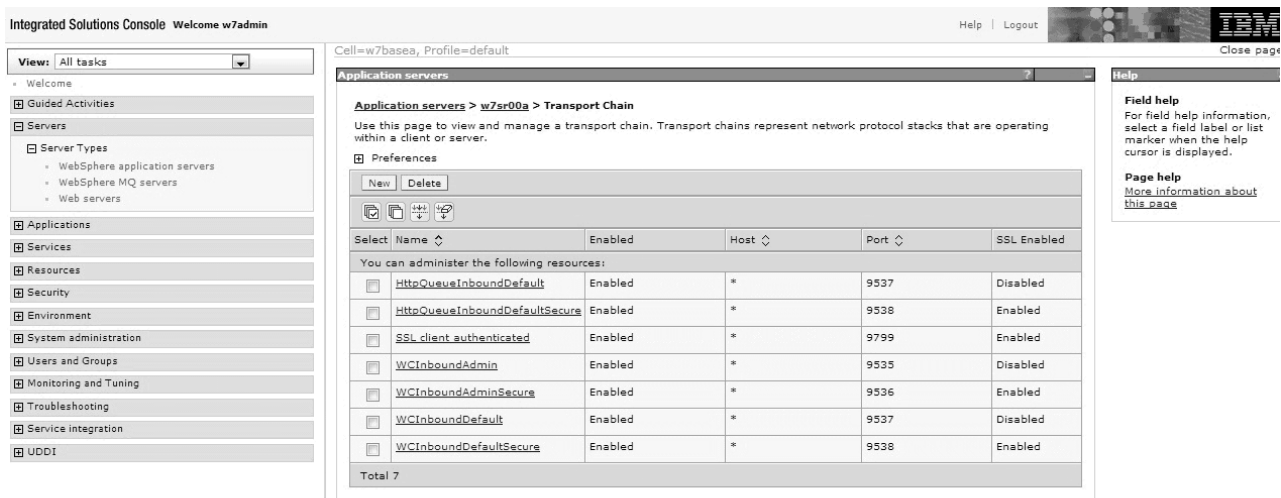 Integrated Solutions Console Welcome w7admin
Help | Logout
IBM
View: All tasks
Welcome
Guided Activities
Servers
Server Types
WebSphere application servers
WebSphere MQ servers
Web servers
Applications
Services
Resources
Security
Environment
System administration
Users and Groups
Monitoring and Tuning
Troubleshooting
Service integration
UDDI
Cell=w7basea, Profile=default
Close page
Application servers ? -
Application servers > w7sr00a > Transport Chain
Use this page to view and manage a transport chain. Transport chains represent network protocol stacks that are operating
within a client or server.
Preferences
New Delete
Select Name Enabled Host Port SSL Enabled
You can administer the following resources:
HttpQueueInboundDefault Enabled * 9537 Disabled
HttpQueueInboundDefaultSecure Enabled * 9538 Enabled
SSL client authenticated Enabled * 9799 Enabled
WCInboundAdmin Enabled * 9535 Disabled
WCInboundAdminSecure Enabled * 9536 Enabled
WCInboundDefault Enabled * 9537 Disabled
WCInboundDefaultSecure Enabled * 9538 Enabled
Total 7
Help
Field help
For field help information,
select a field label or list
marker when the help
cursor is displayed.
Page help
More information about
this page